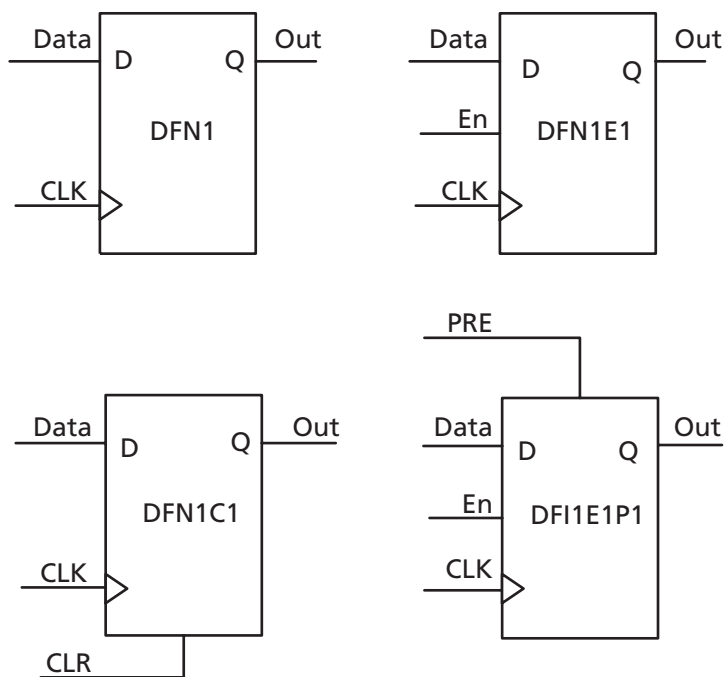 Data
D
Q
Out
DFN1
CLK
Data
D
Q
Out
En
DFN1E1
CLK
Data
D
Q
Out
DFN1C1
CLK
CLR
PRE
Data
D
Q
Out
En
DFI1E1P1
CLK